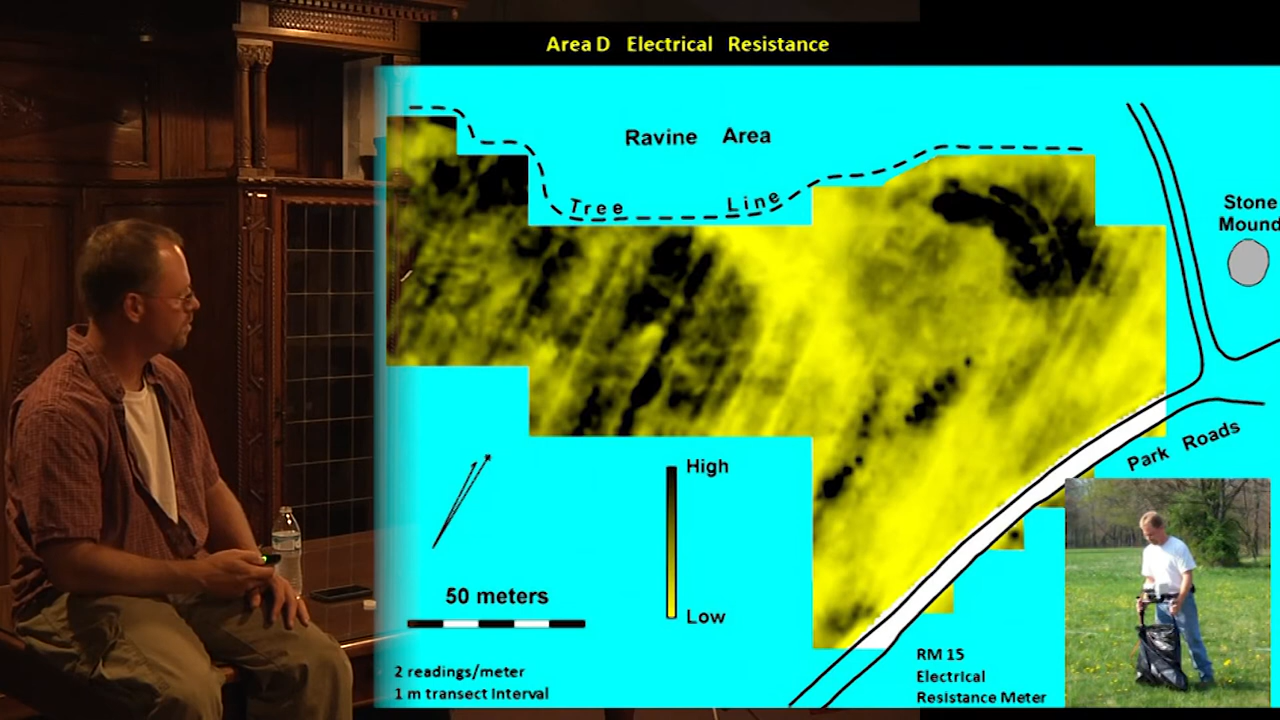 Area D Electrical Resistance
Ravine Area
Tree Line
Stone
Mound
Park Roads
High
Low
50 meters
2 readings/meter
1 m transect interval
RM 15
Electrical
Resistance Meter